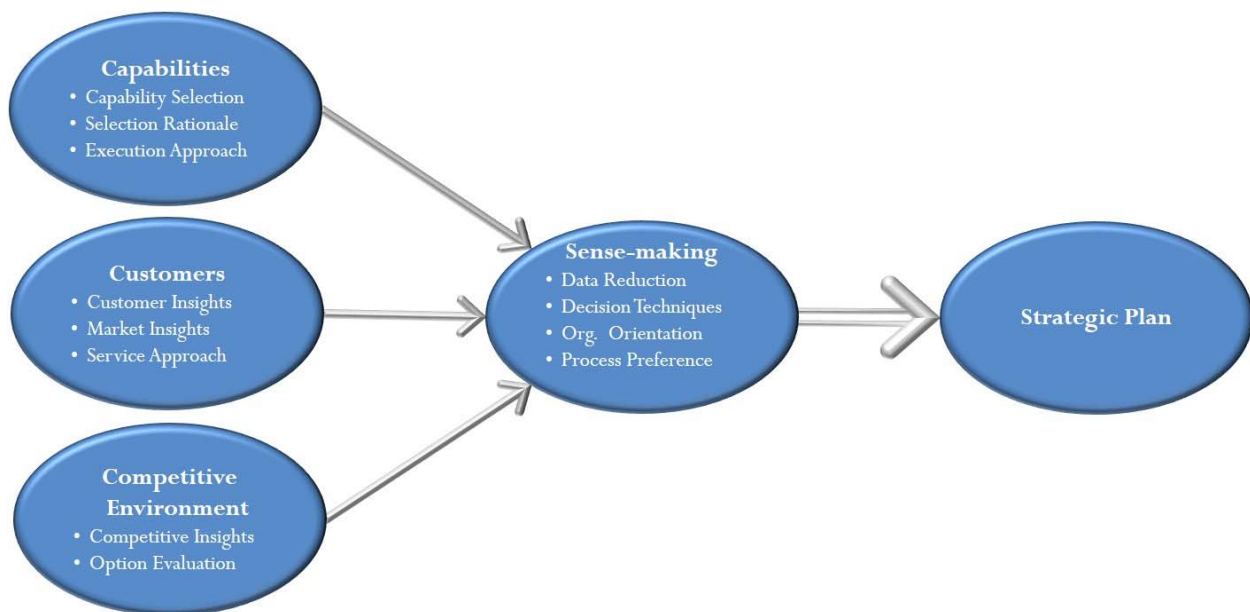 Capabilities
• Capability Selection
• Selection Rationale
• Execution Approach
Customers
• Customer Insights
• Market Insights
• Service Approach
Competitive
Environment
• Competitive Insights
• Option Evaluation
Sense-making
• Data Reduction
• Decision Techniques
• Org. Orientation
• Process Preference
Strategic Plan